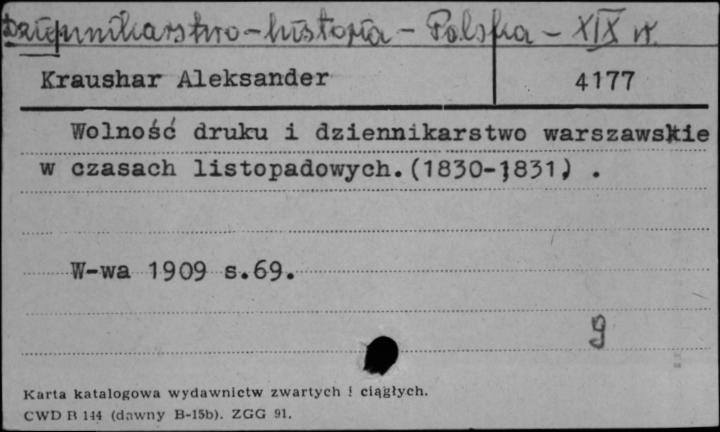 Dziennikarstwo - historia - Polska - XIX w.
Kraushar Aleksander 4177
Wolność druku i dziennikarstwo warszawskie
w czasach listopadowych. (1830-1831) .
W-wa 1909 s.69.
g
Karta katalogowa wydawnictw zwartych i ciągłych.
CWD R 144 (dawny B-15b). ZGG 91.